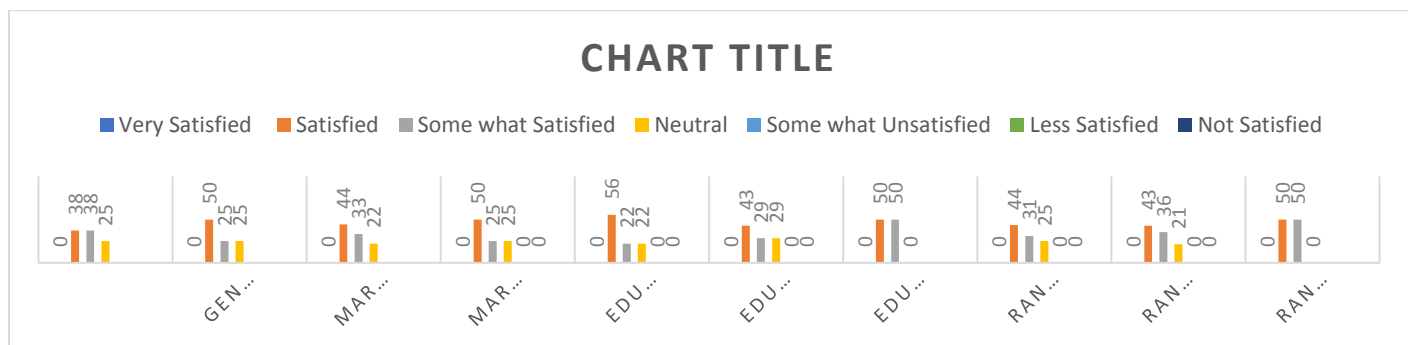 CHART TITLE
Very Satisfied Satisfied Some what Satisfied Neutral Some what Unsatisfied Less Satisfied Not Satisfied
0 38 38 25 0 50 25 25 0 44 33 22 0 50 25 25 0 0 0 56 22 22 0 0 0 43 29 29 0 0 0 50 50 0 0 44 31 25 0 0 0 43 36 21 0 0 0 50 50 0
GEN... MAR... MAR... EDU... EDU... EDU... RAN... RAN... RAN...